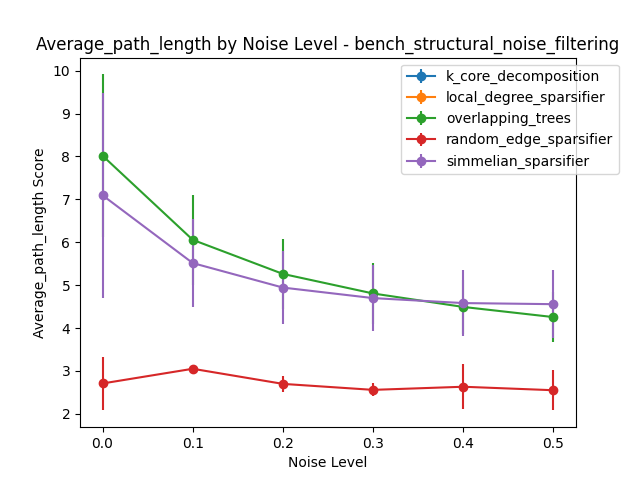 Average_path_length by Noise Level - bench_structural_noise_filtering
k_core_decomposition
local_degree_sparsifier
overlapping_trees
random_edge_sparsifier
simmelian_sparsifier
Average_path_length Score
10
9
8
7
6
5
4
3
2
0.0 0.1 0.2 0.3 0.4 0.5
Noise Level